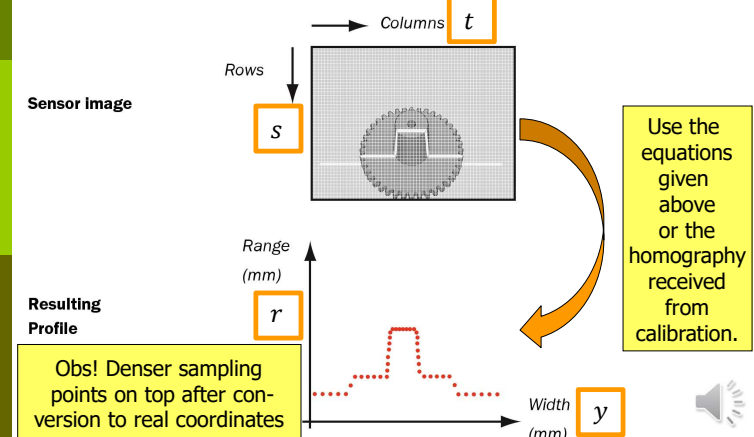 Columns t
Rows
Sensor image
s
Use the
equations
given
above
or the
homography
received
from
calibration.
Range
(mm)
Resulting
Profile
r
Obs! Denser sampling
points on top after con-
version to real coordinates
Width
(mm)
y